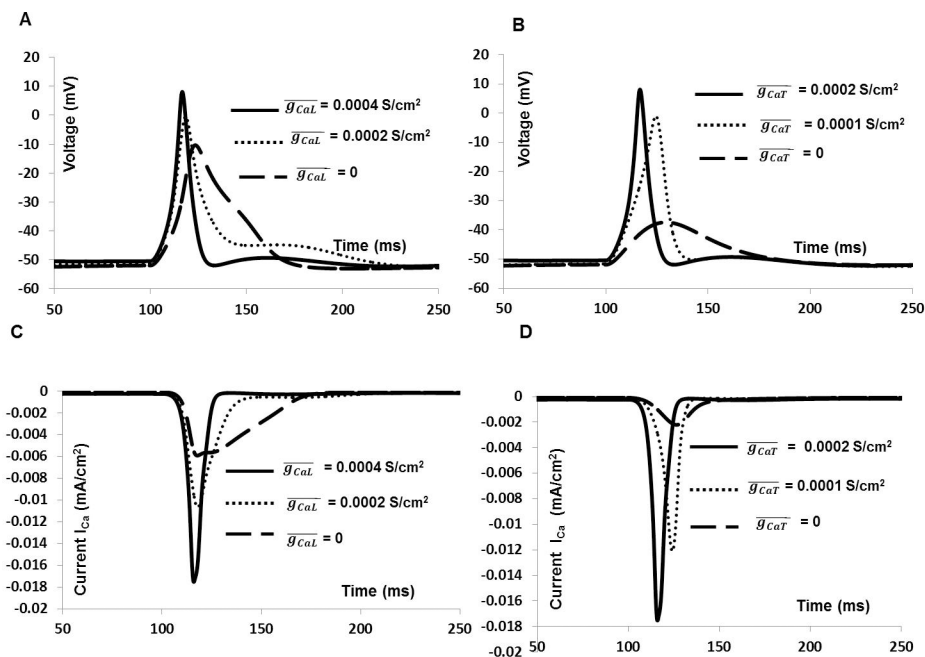 A
20
10
0
-10
-20
-30
-40
-50
-60
Voltage (mV)
50 100 150 200 250
Time (ms)
g_CaL = 0.0004 S/cm²
g_CaL = 0.0002 S/cm²
g_CaL = 0
B
20
10
0
-10
-20
-30
-40
-50
-60
Voltage (mV)
50 100 150 200 250
Time (ms)
g_CaT = 0.0002 S/cm²
g_CaT = 0.0001 S/cm²
g_CaT = 0
C
0
-0.002
-0.004
-0.006
-0.008
-0.01
-0.012
-0.014
-0.016
-0.018
-0.02
Current I_Ca (mA/cm²)
50 100 150 200 250
Time (ms)
g_CaL = 0.0004 S/cm²
g_CaL = 0.0002 S/cm²
g_CaL = 0
D
0
-0.002
-0.004
-0.006
-0.008
-0.01
-0.012
-0.014
-0.016
-0.018
-0.02
Current I_Ca (mA/cm²)
50 100 150 200 250
Time (ms)
g_CaT = 0.0002 S/cm²
g_CaT = 0.0001 S/cm²
g_CaT = 0